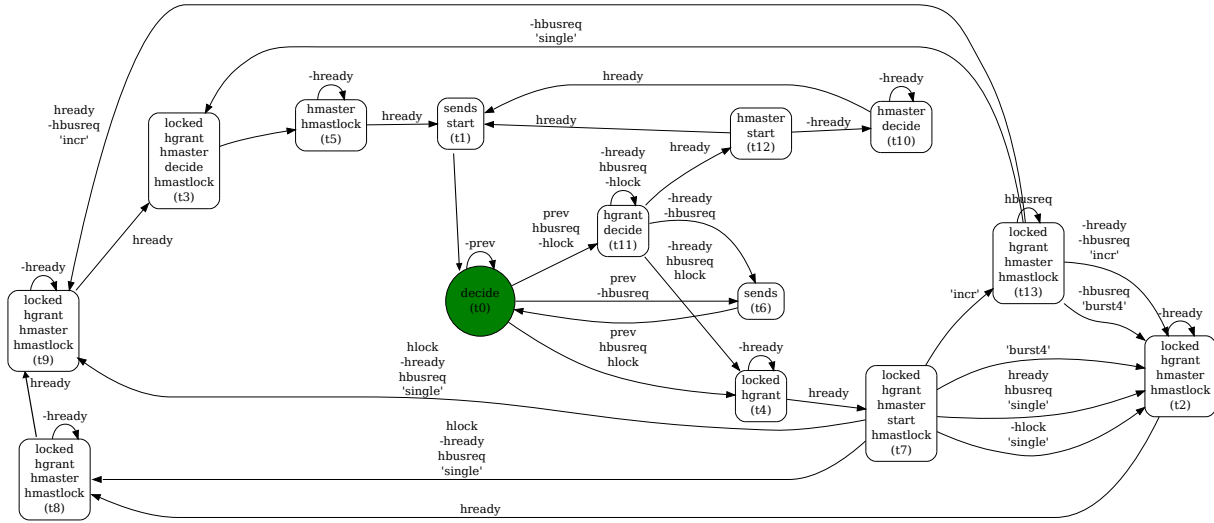 -hbusreq
'single'
hready
-hbusreq
'incr'
-hready
hmaster
hmastlock
(t5)
hready
sends
start
(t1)
hready
hready
-hready
hmaster
decide
(t10)
hmaster
start
(t12)
-hready
locked
hgrant
hmaster
decide
hmastlock
(t3)
hready
-hready
hbusreq
-hlock
hready
hgrant
decide
(t11)
-hready
-hbusreq
-hready
hbusreq
hlock
prev
hbusreq
-hlock
-prev
decide
(t0)
prev
-hbusreq
sends
(t6)
prev
hbusreq
hlock
hbusreq
locked
hgrant
hmaster
hmastlock
(t13)
-hready
-hbusreq
'incr'
-hbusreq
'burst4'
'incr'
-hready
locked
hgrant
hmaster
hmastlock
(t2)
-hready
locked
hgrant
hmaster
hmastlock
(t9)
-hready
locked
hgrant
(t4)
hready
locked
hgrant
hmaster
start
hmastlock
(t7)
'burst4'
hready
hbusreq
'single'
-hlock
'single'
hlock
-hready
hbusreq
'single'
hready
-hready
locked
hgrant
hmaster
hmastlock
(t8)
hlock
-hready
hbusreq
'single'
hready